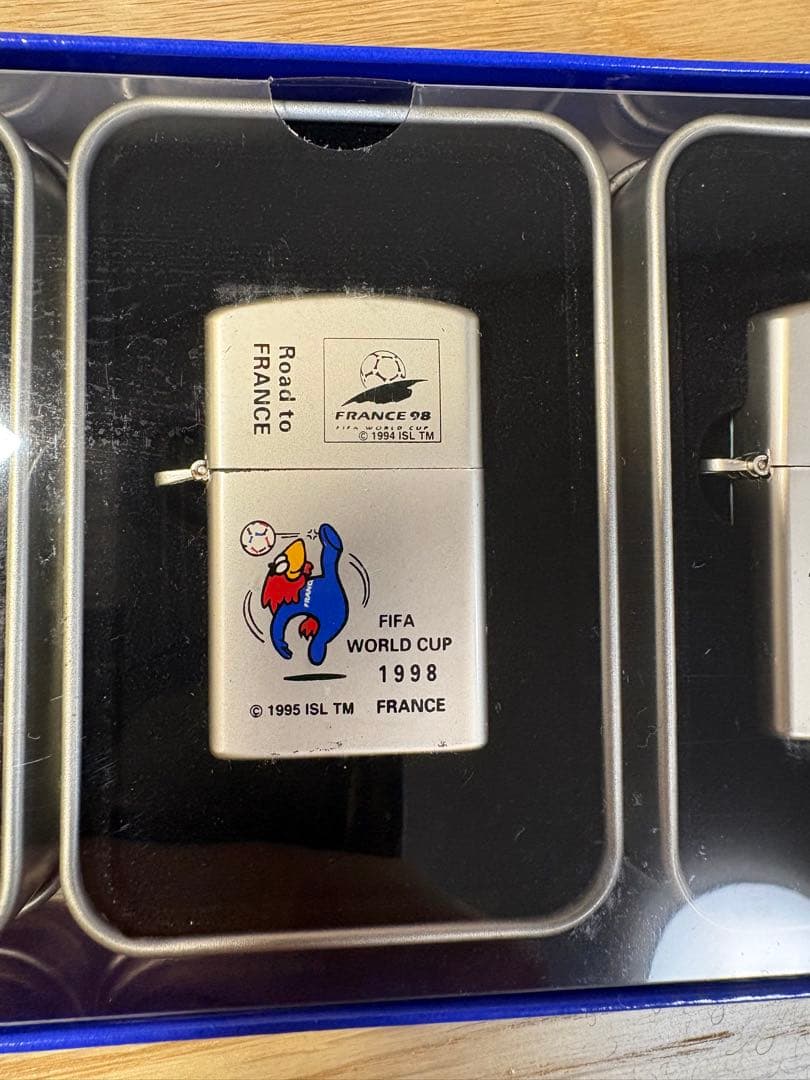 Road to
FRANCE
FRANCE 98
FIFA WORLD CUP
© 1994 ISL TM
FRANC
FIFA
WORLD CUP
1998
© 1995 ISL TM FRANCE